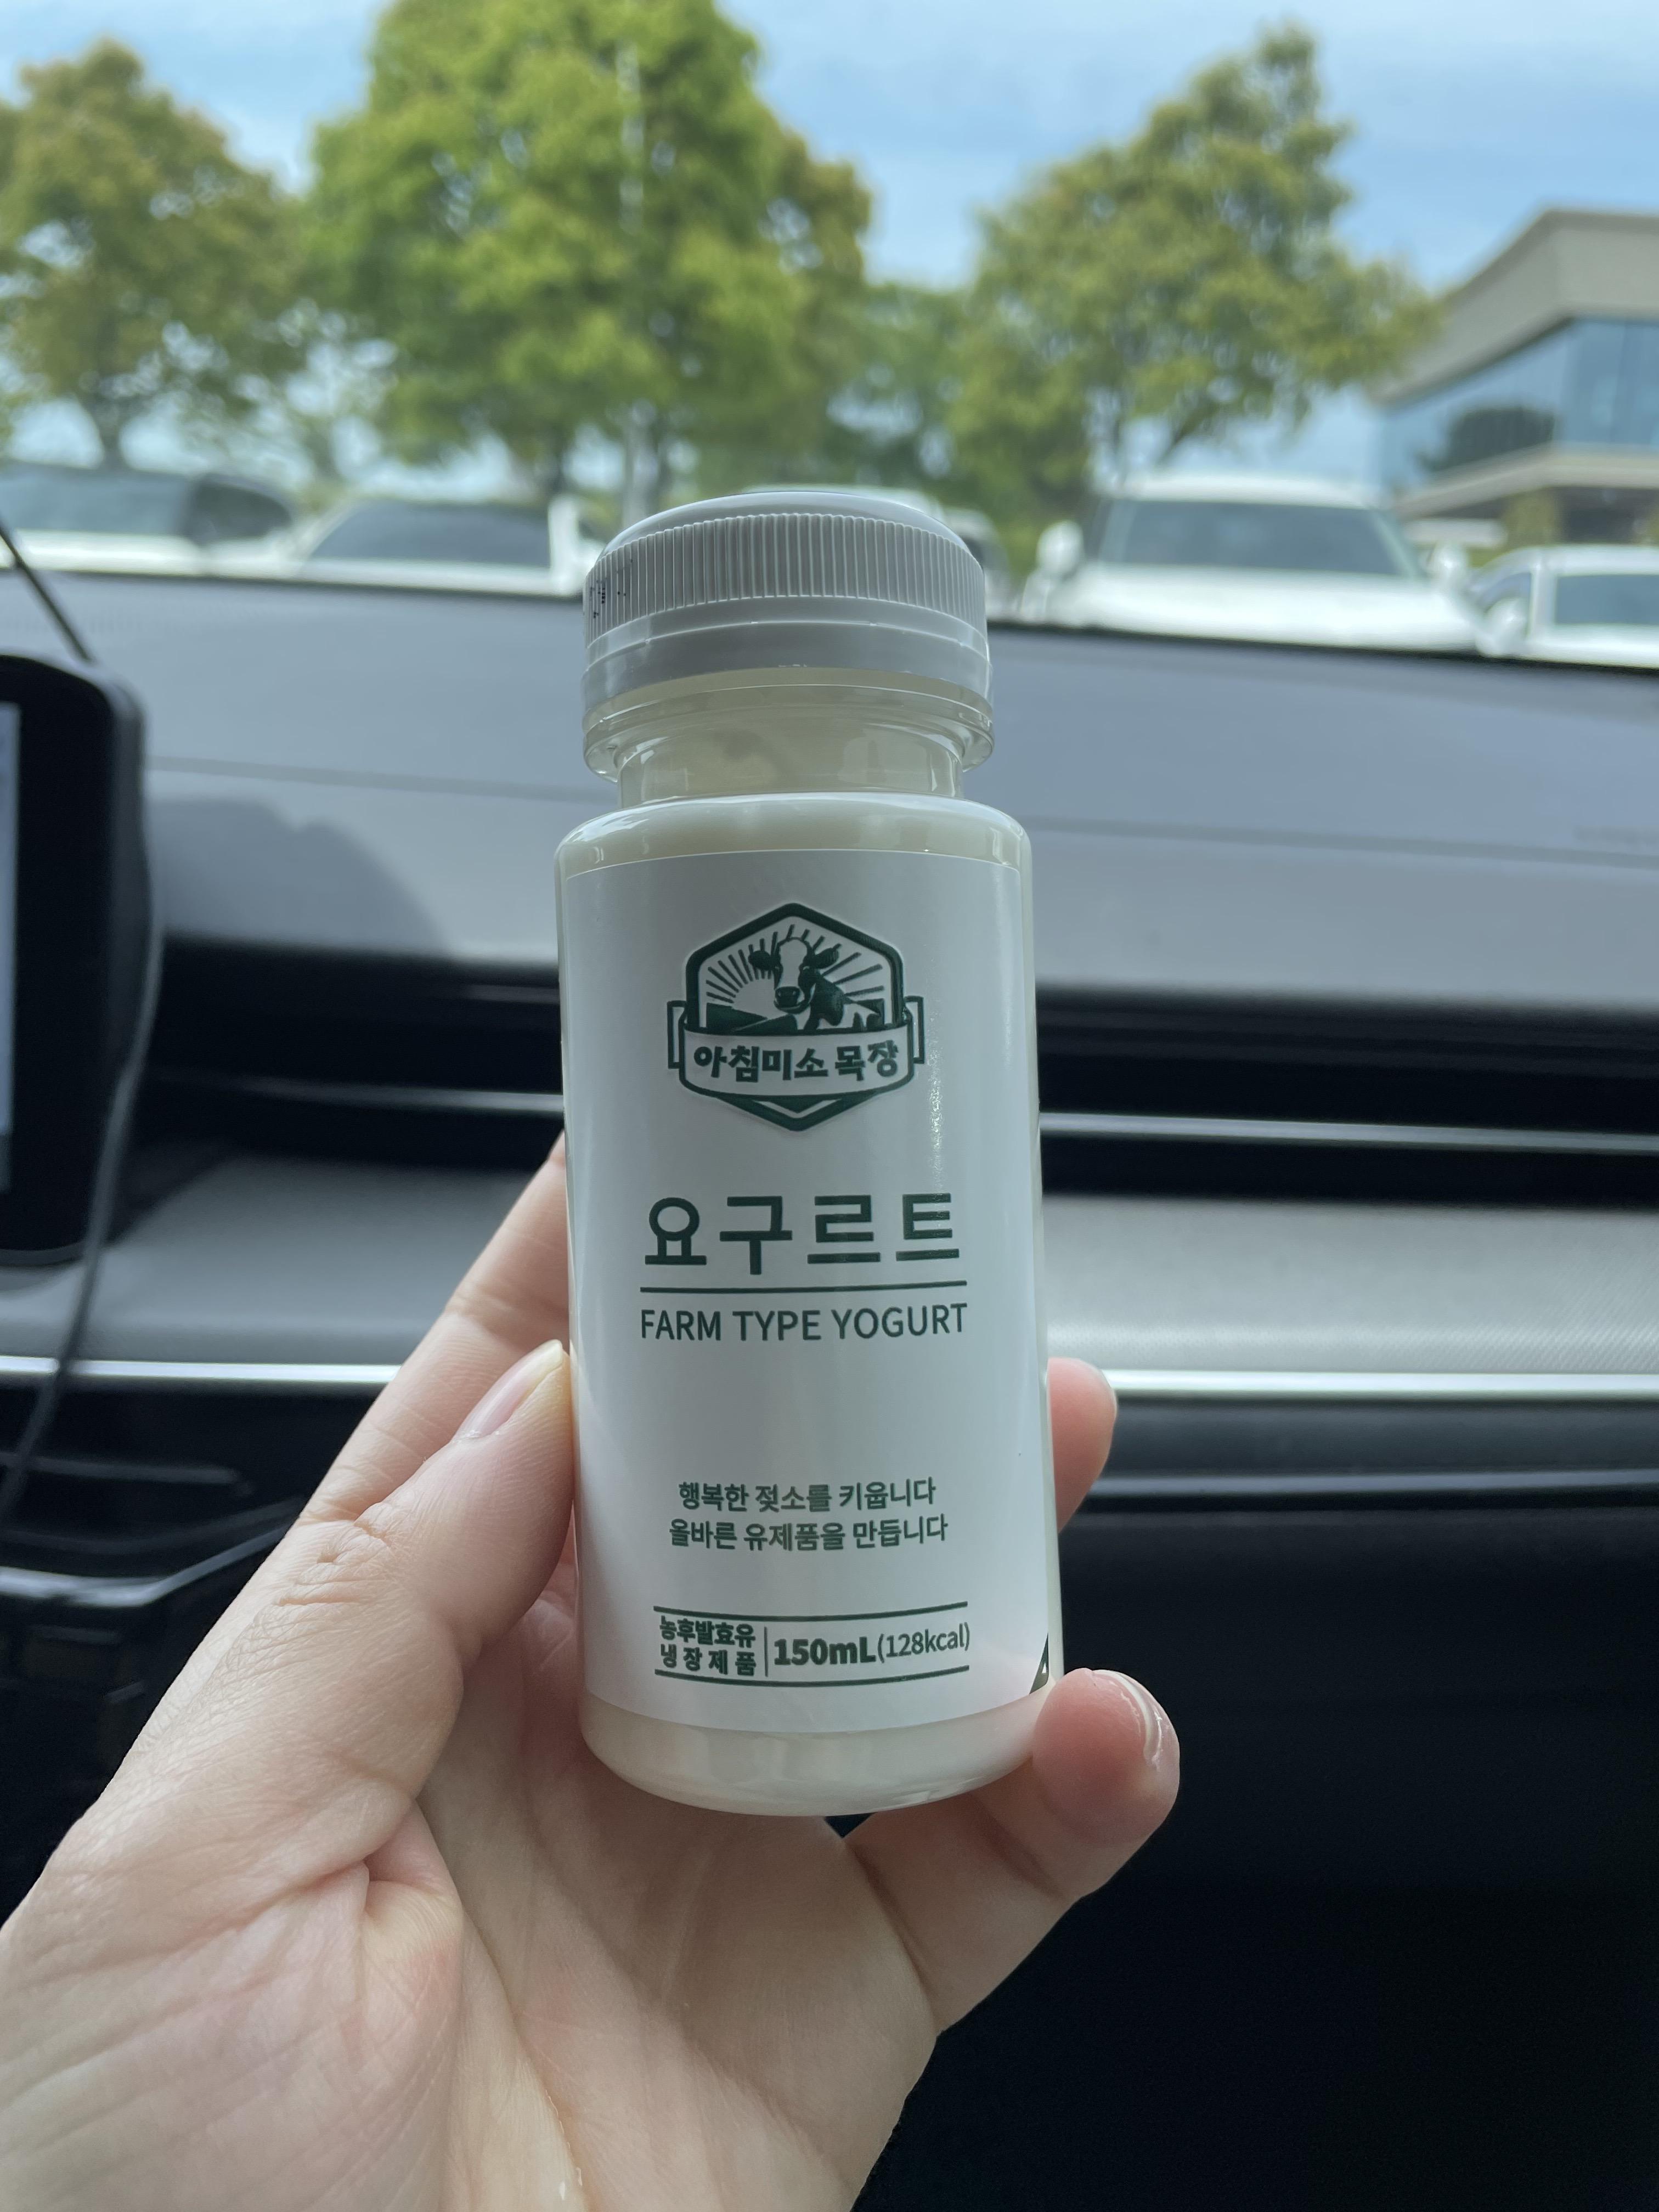 아침미소 목장
요구르트
FARM TYPE YOGURT
행복한 젖소를 키웁니다
올바른 유제품을 만듭니다
농후발효유
냉장제품
150mL(128kcal)